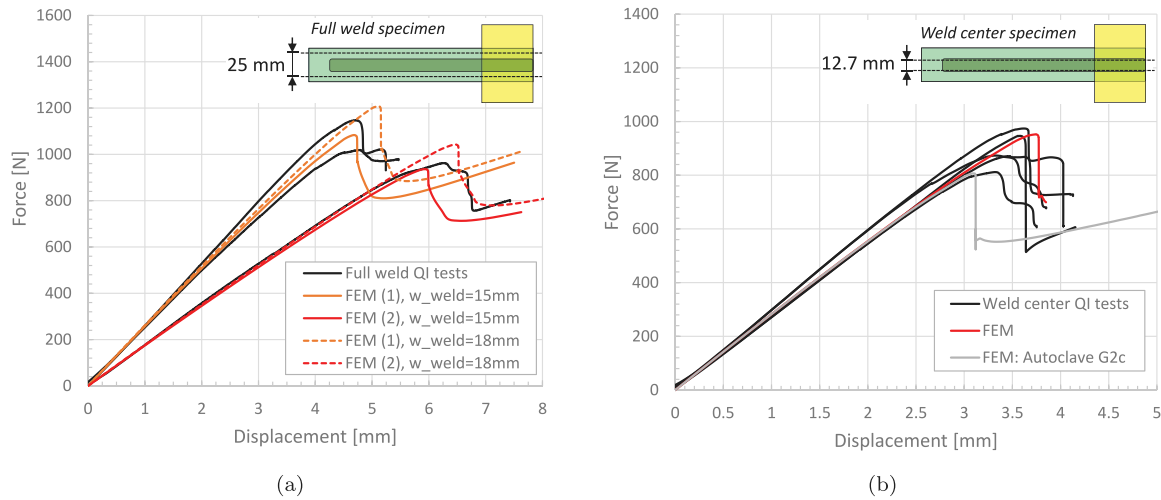 1600
1400
1200
1000
800
600
400
200
0
Force [N]
0 1 2 3 4 5 6 7 8
Displacement [mm]
Full weld specimen
25 mm
Full weld QI tests
FEM (1), w_weld=15mm
FEM (2), w_weld=15mm
FEM (1), w_weld=18mm
FEM (2), w_weld=18mm
(a)
1400
1200
1000
800
600
400
200
0
Force [N]
0 0.5 1 1.5 2 2.5 3 3.5 4 4.5 5
Displacement [mm]
Weld center specimen
12.7 mm
Weld center QI tests
FEM
FEM: Autoclave G2c
(b)